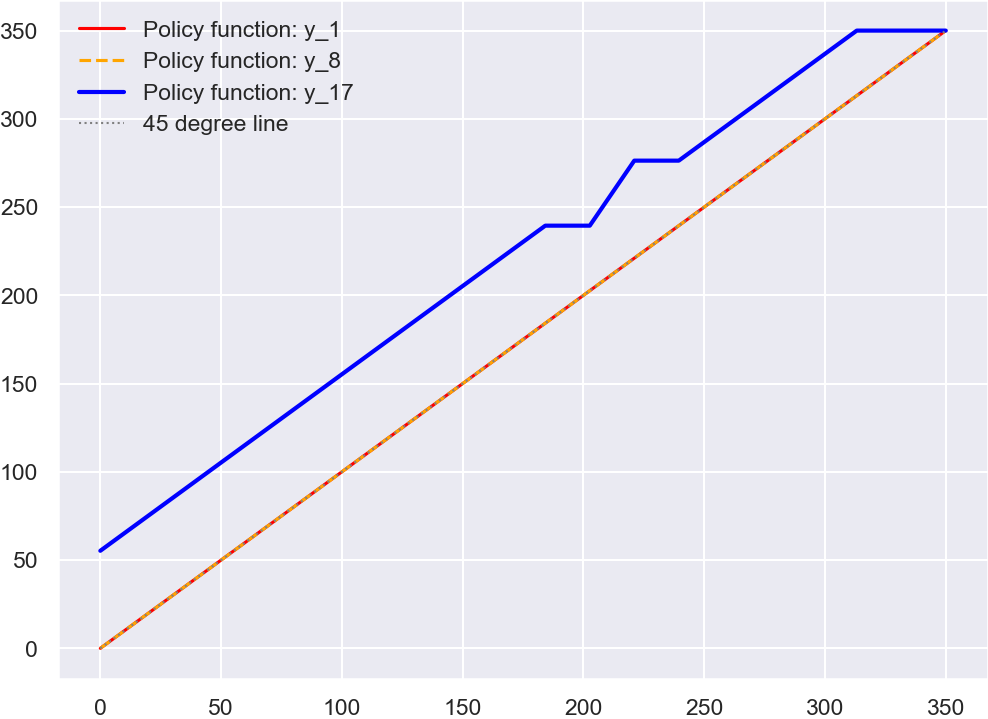 Policy function: y_1
Policy function: y_8
Policy function: y_17
45 degree line
350
300
250
200
150
100
50
0
0 50 100 150 200 250 300 350